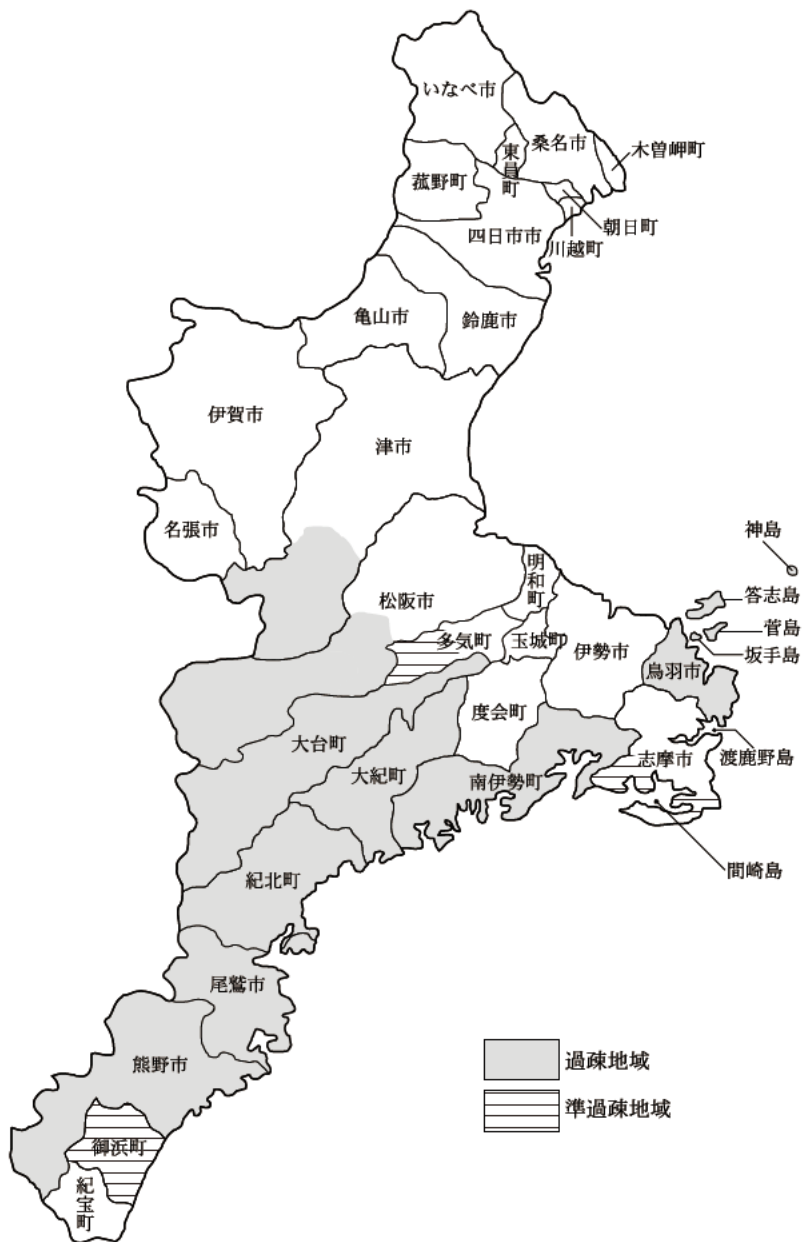 いなべ市
桑名市
東員町
木曽岬町
菰野町
朝日町
四日市市
川越町
亀山市
鈴鹿市
伊賀市
津市
名張市
神島
明和町
答志島
松阪市
菅島
多気町
玉城町
伊勢市
坂手島
鳥羽市
度会町
大台町
志摩市
渡鹿野島
大紀町
南伊勢町
間崎島
紀北町
尾鷲市
過疎地域
熊野市
準過疎地域
御浜町
紀宝町